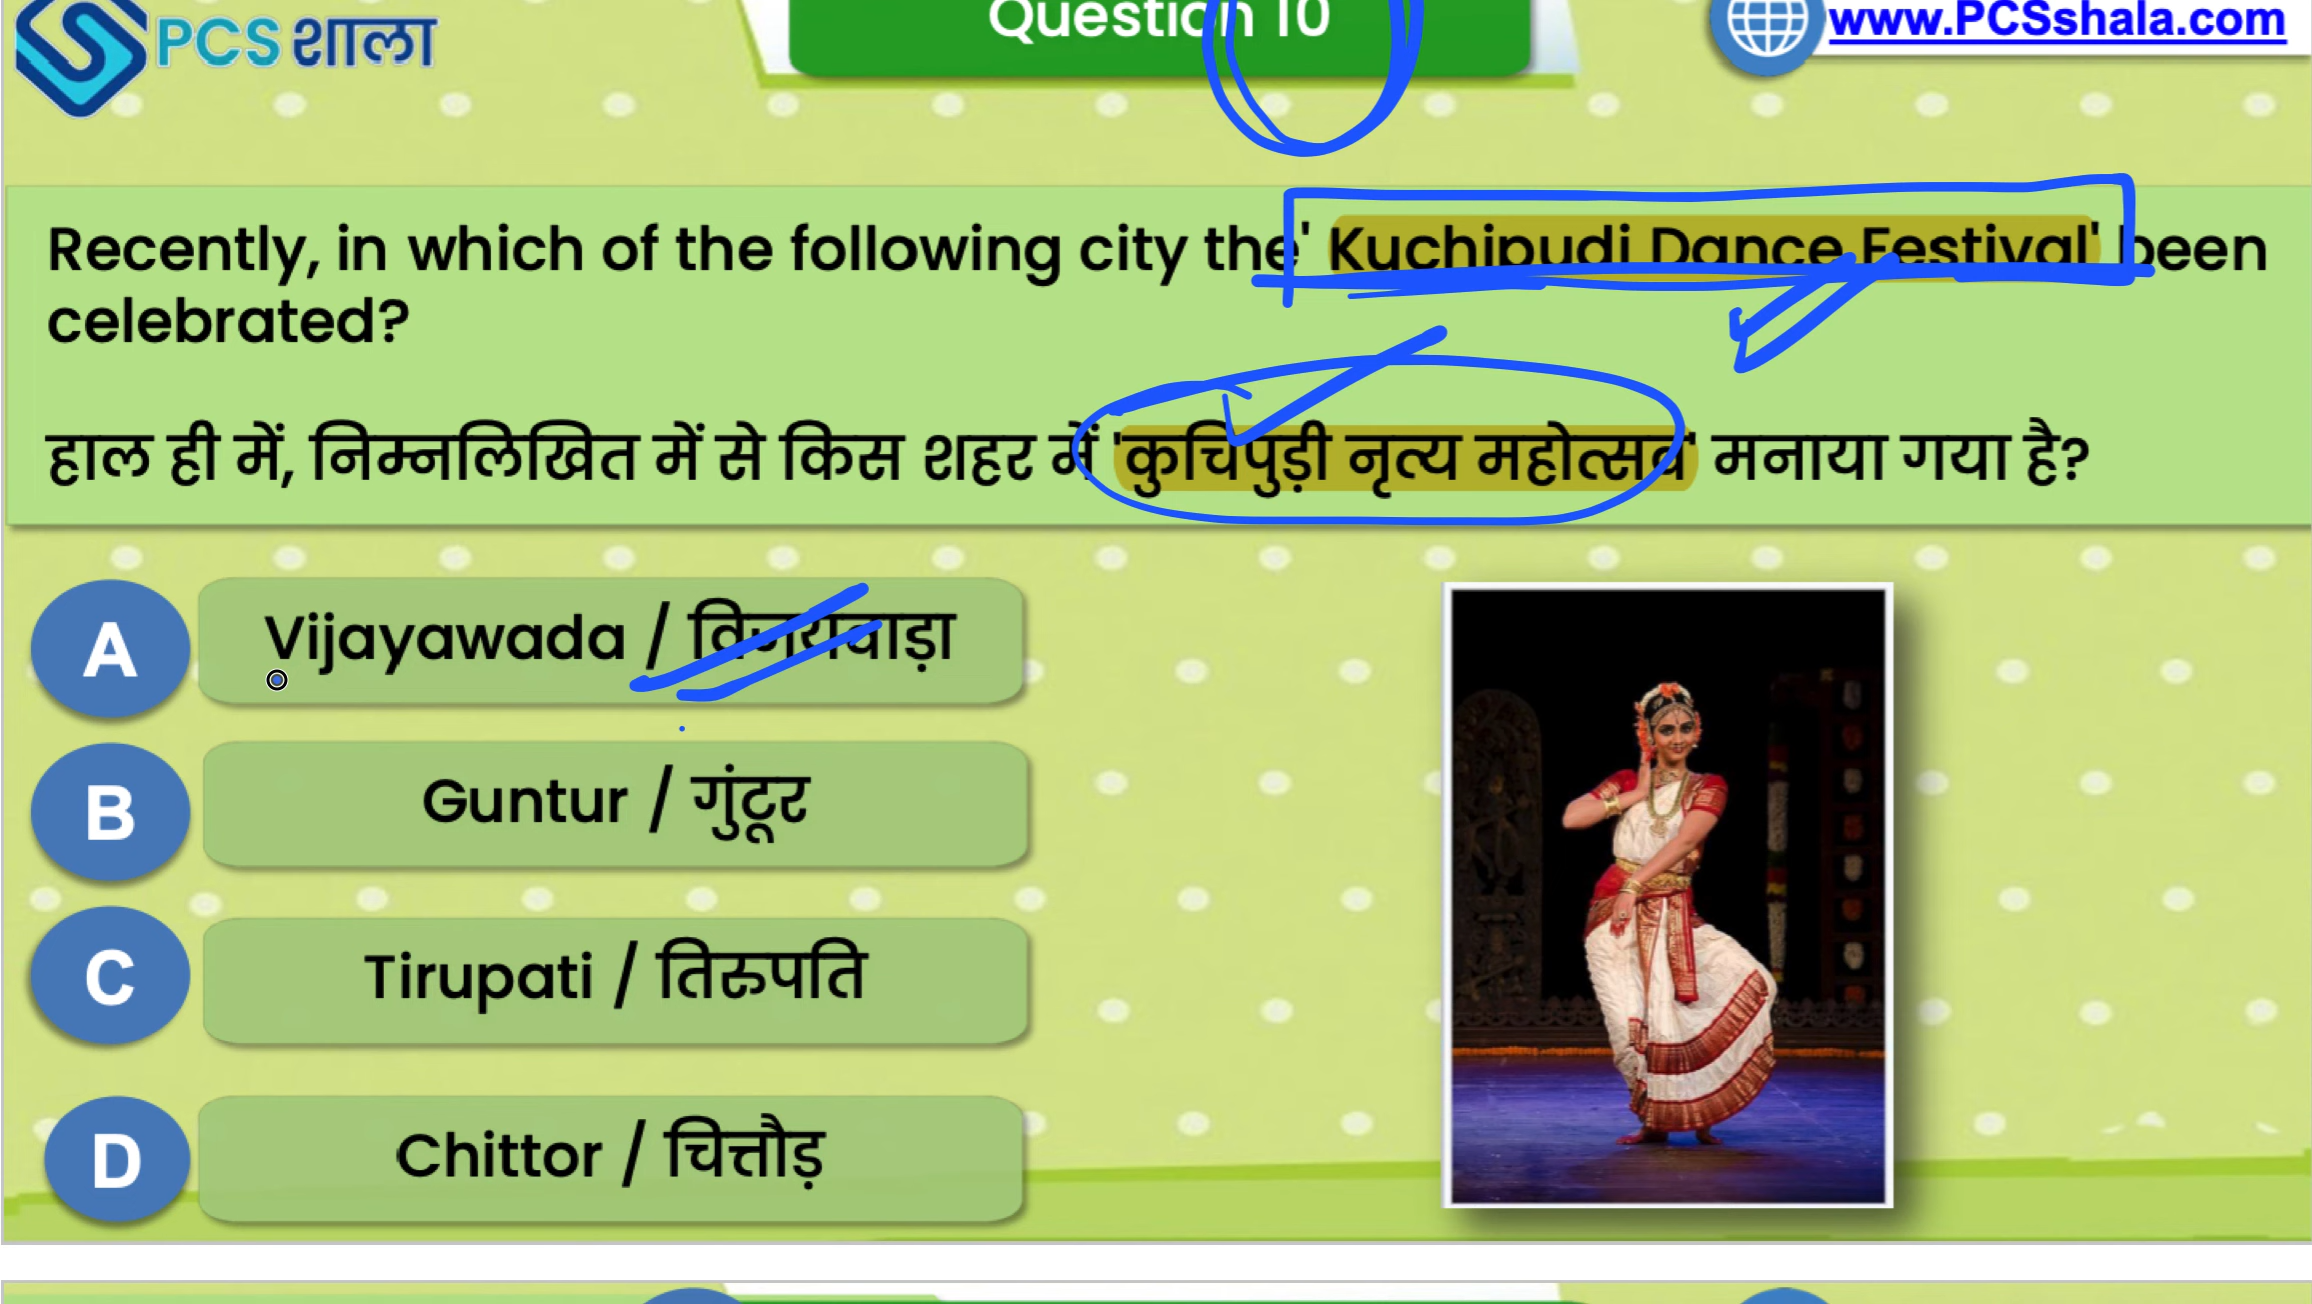 PCS शाला
Question 10
www.PCSshala.com
Recently, in which of the following city the' Kuchipudi Dance Festival' been
celebrated?
हाल ही में, निम्नलिखित में से किस शहर में 'कुचिपुड़ी नृत्य महोत्सव' मनाया गया है?
A
Vijayawada / विजयवाड़ा
B
Guntur / गुंटूर
C
Tirupati / तिरुपति
D
Chittor / चित्तौड़